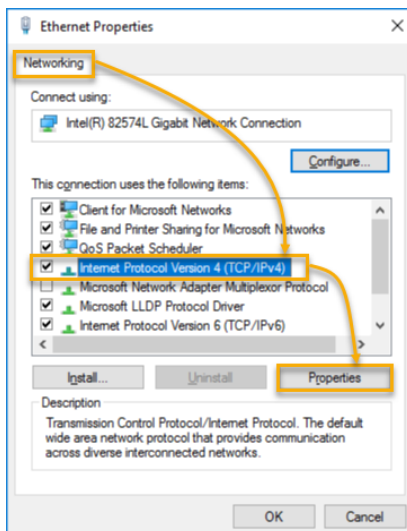 Ethernet Properties
Networking
Connect using:
Intel(R) 82574L Gigabit Network Connection
Configure...
This connection uses the following items:
Client for Microsoft Networks
File and Printer Sharing for Microsoft Networks
QoS Packet Scheduler
Internet Protocol Version 4 (TCP/IPv4)
Microsoft Network Adapter Multiplexor Protocol
Microsoft LLDP Protocol Driver
Internet Protocol Version 6 (TCP/IPv6)
Install...
Uninstall
Properties
Description
Transmission Control Protocol/Internet Protocol. The default
wide area network protocol that provides communication
across diverse interconnected networks.
OK
Cancel